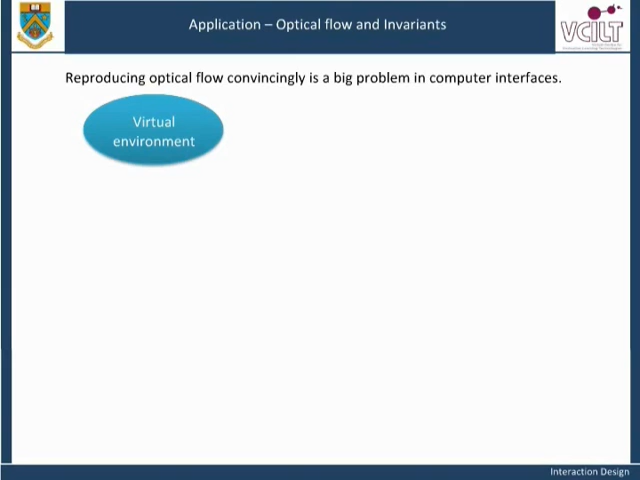 Application – Optical flow and Invariants
VCILT
Reproducing optical flow convincingly is a big problem in computer interfaces.
Virtual
environment
Interaction Design